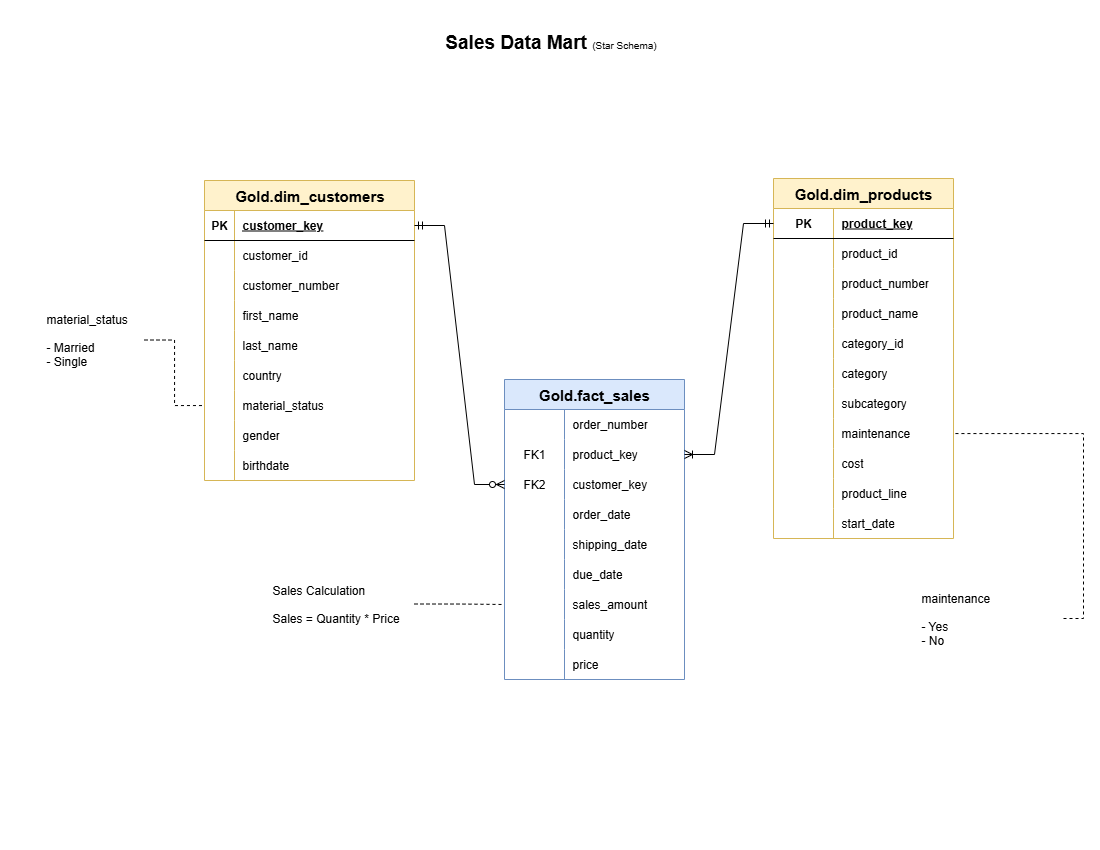 Sales Data Mart (Star Schema)
Gold.dim_customers
PK customer_key
customer_id
customer_number
first_name
last_name
country
material_status
gender
birthdate
material_status
- Married
- Single
Gold.dim_products
PK product_key
product_id
product_number
product_name
category_id
category
subcategory
maintenance
cost
product_line
start_date
Gold.fact_sales
order_number
FK1 product_key
FK2 customer_key
order_date
shipping_date
due_date
sales_amount
quantity
price
Sales Calculation
Sales = Quantity * Price
maintenance
- Yes
- No